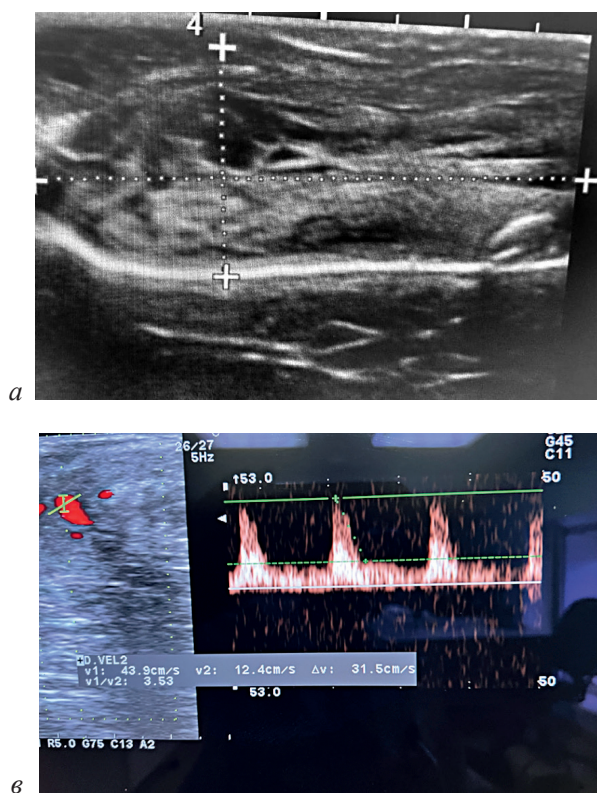 4
а
26/27
5Hz
G45
C11
↑53.0
50
D.VEL2
v1: 43.9cm/s v2: 12.4cm/s Δv: 31.5cm/s
v1/v2: 3.53
53.0
50
R5.0 G75 C13 A2
в